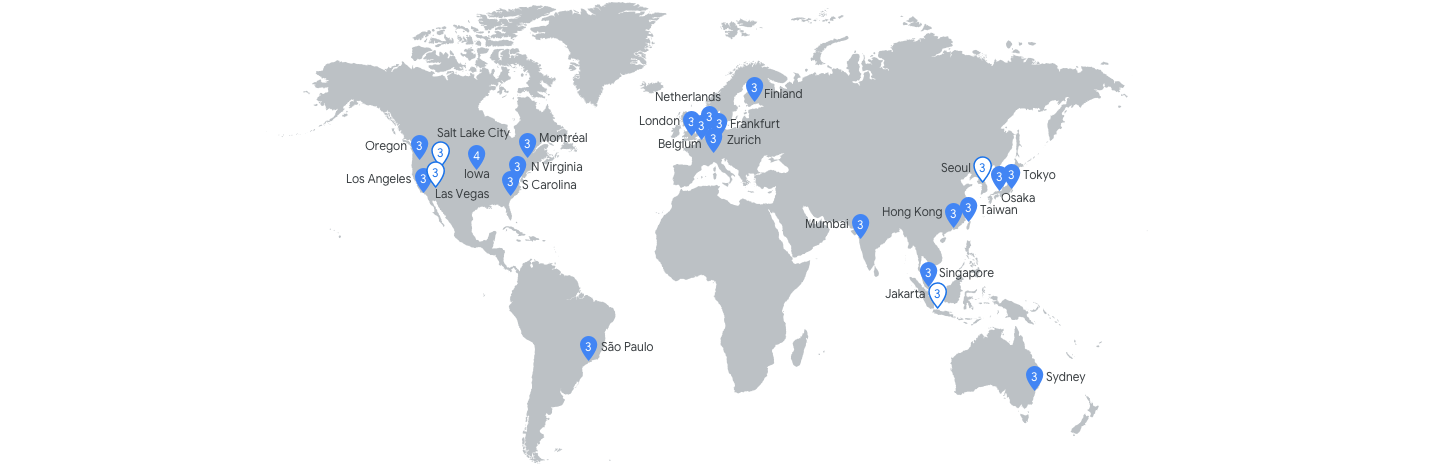 Netherlands
3
Finland
London
3
3
3
3
Frankfurt
Belgium
3
Zurich
Salt Lake City
Oregon
3
3
4
Iowa
3
Montréal
3
N Virginia
Los Angeles
3
3
Las Vegas
3
S Carolina
Seoul
3
3
3
Tokyo
Osaka
Hong Kong
3
3
Taiwan
Mumbai
3
3
Singapore
Jakarta
3
3
São Paulo
3
Sydney